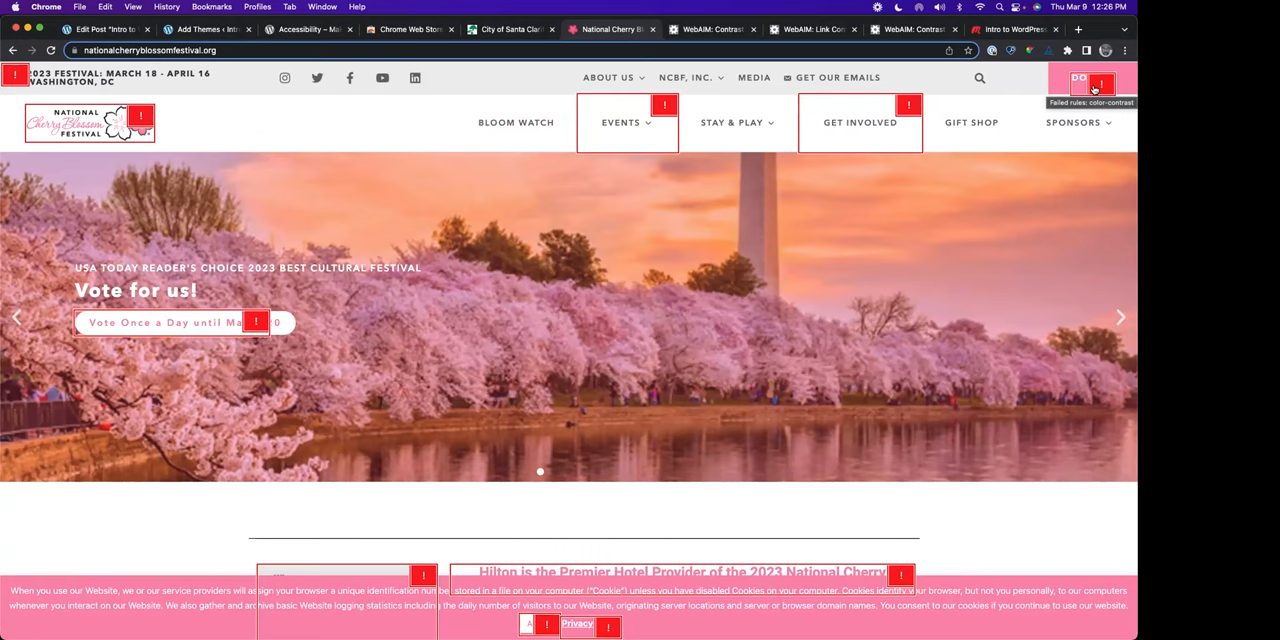 Chrome File Edit View History Bookmarks Profiles Tab Window Help Thu Mar 9 12:26 PM
Edit Post "Intro to Add Themes ‹ Intr Accessibility – Ma Chrome Web Store City of Santa Clari National Cherry Bl WebAIM: Contrast WebAIM: Link Con WebAIM: Contrast Intro to WordPress
nationalcherryblossomfestival.org
2023 FESTIVAL: MARCH 18 - APRIL 16
WASHINGTON, DC
ABOUT US NCBF, INC. MEDIA GET OUR EMAILS
DO
Failed rules: color-contrast
NATIONAL
Cherry Blossom
FESTIVAL
BLOOM WATCH EVENTS STAY & PLAY GET INVOLVED GIFT SHOP SPONSORS
USA TODAY READER'S CHOICE 2023 BEST CULTURAL FESTIVAL
Vote for us!
Vote Once a Day until Ma 20
Hilton is the Premier Hotel Provider of the 2023 National Cherry
When you use our Website, we or our service providers will assign your browser a unique identification number stored in a file on your computer ("Cookie") unless you have disabled Cookies on your computer. Cookies identify your browser, but not you personally, to our computers
whenever you interact on our Website. We also gather and archive basic Website logging statistics including the daily number of visitors to our Website, originating server locations and server or browser domain names. You consent to our cookies if you continue to use our website.
A Privacy